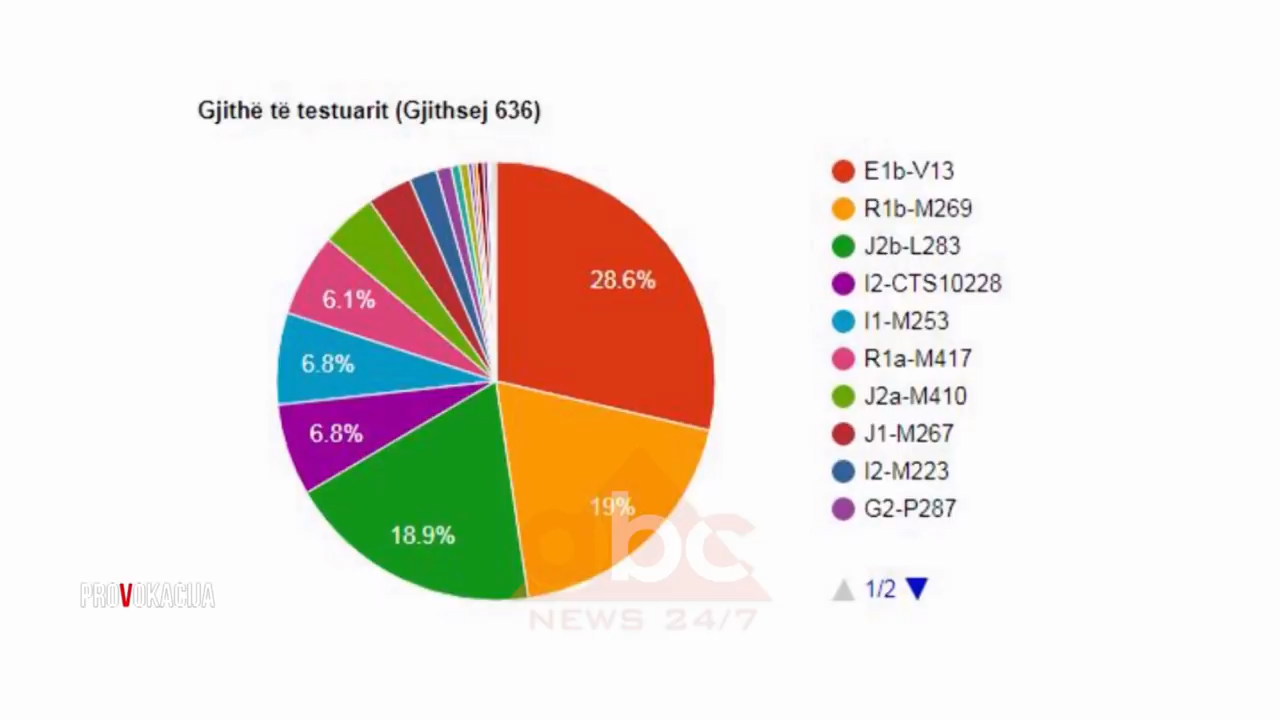 Gjithë të testuarit (Gjithsej 636)
28.6%
19%
18.9%
6.8%
6.8%
6.1%
E1b-V13
R1b-M269
J2b-L283
I2-CTS10228
I1-M253
R1a-M417
J2a-M410
J1-M267
I2-M223
G2-P287
1/2
PROVOKACIJA
abc
NEWS 24/7